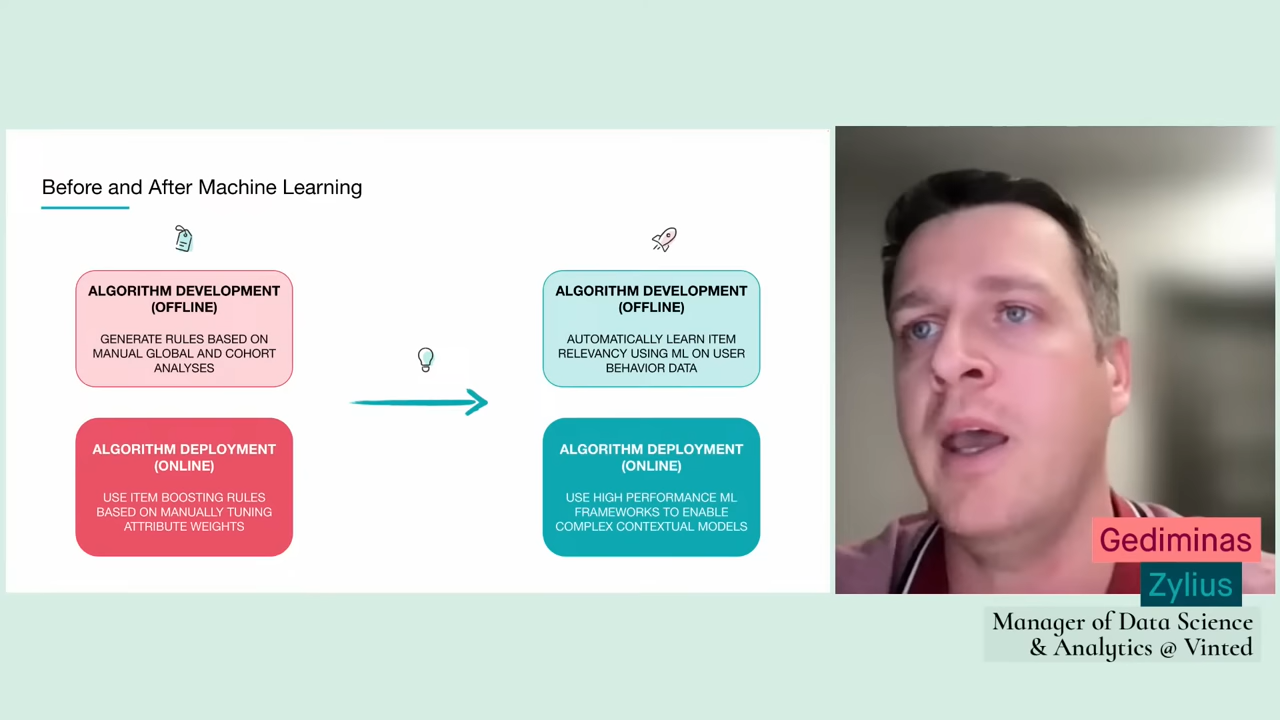 Before and After Machine Learning
ALGORITHM DEVELOPMENT
(OFFLINE)
GENERATE RULES BASED ON
MANUAL GLOBAL AND COHORT
ANALYSES
ALGORITHM DEPLOYMENT
(ONLINE)
USE ITEM BOOSTING RULES
BASED ON MANUALLY TUNING
ATTRIBUTE WEIGHTS
ALGORITHM DEVELOPMENT
(OFFLINE)
AUTOMATICALLY LEARN ITEM
RELEVANCY USING ML ON USER
BEHAVIOR DATA
ALGORITHM DEPLOYMENT
(ONLINE)
USE HIGH PERFORMANCE ML
FRAMEWORKS TO ENABLE
COMPLEX CONTEXTUAL MODELS
Gediminas
Zylius
Manager of Data Science
& Analytics @ Vinted